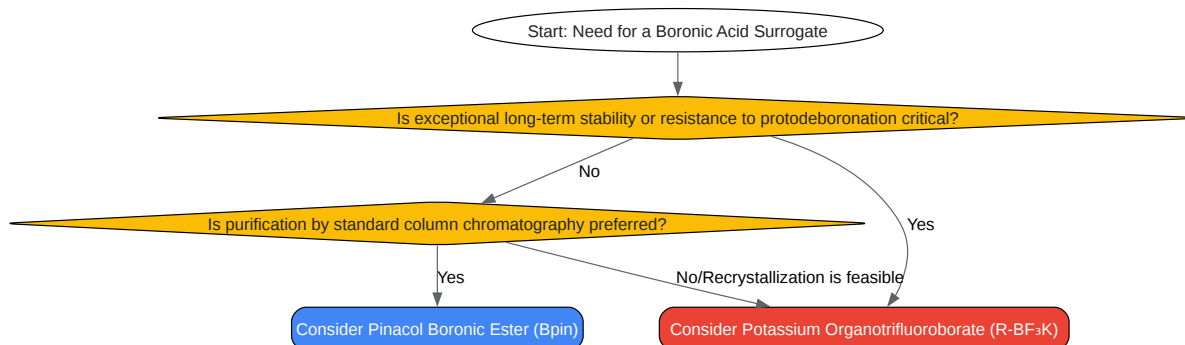 Start: Need for a Boronic Acid Surrogate
Is exceptional long-term stability or resistance to protodeboronation critical?
No
Is purification by standard column chromatography preferred?
Yes
Yes
No/Recrystallization is feasible
Consider Pinacol Boronic Ester (Bpin)
Consider Potassium Organotrifluoroborate (R-BF₃K)